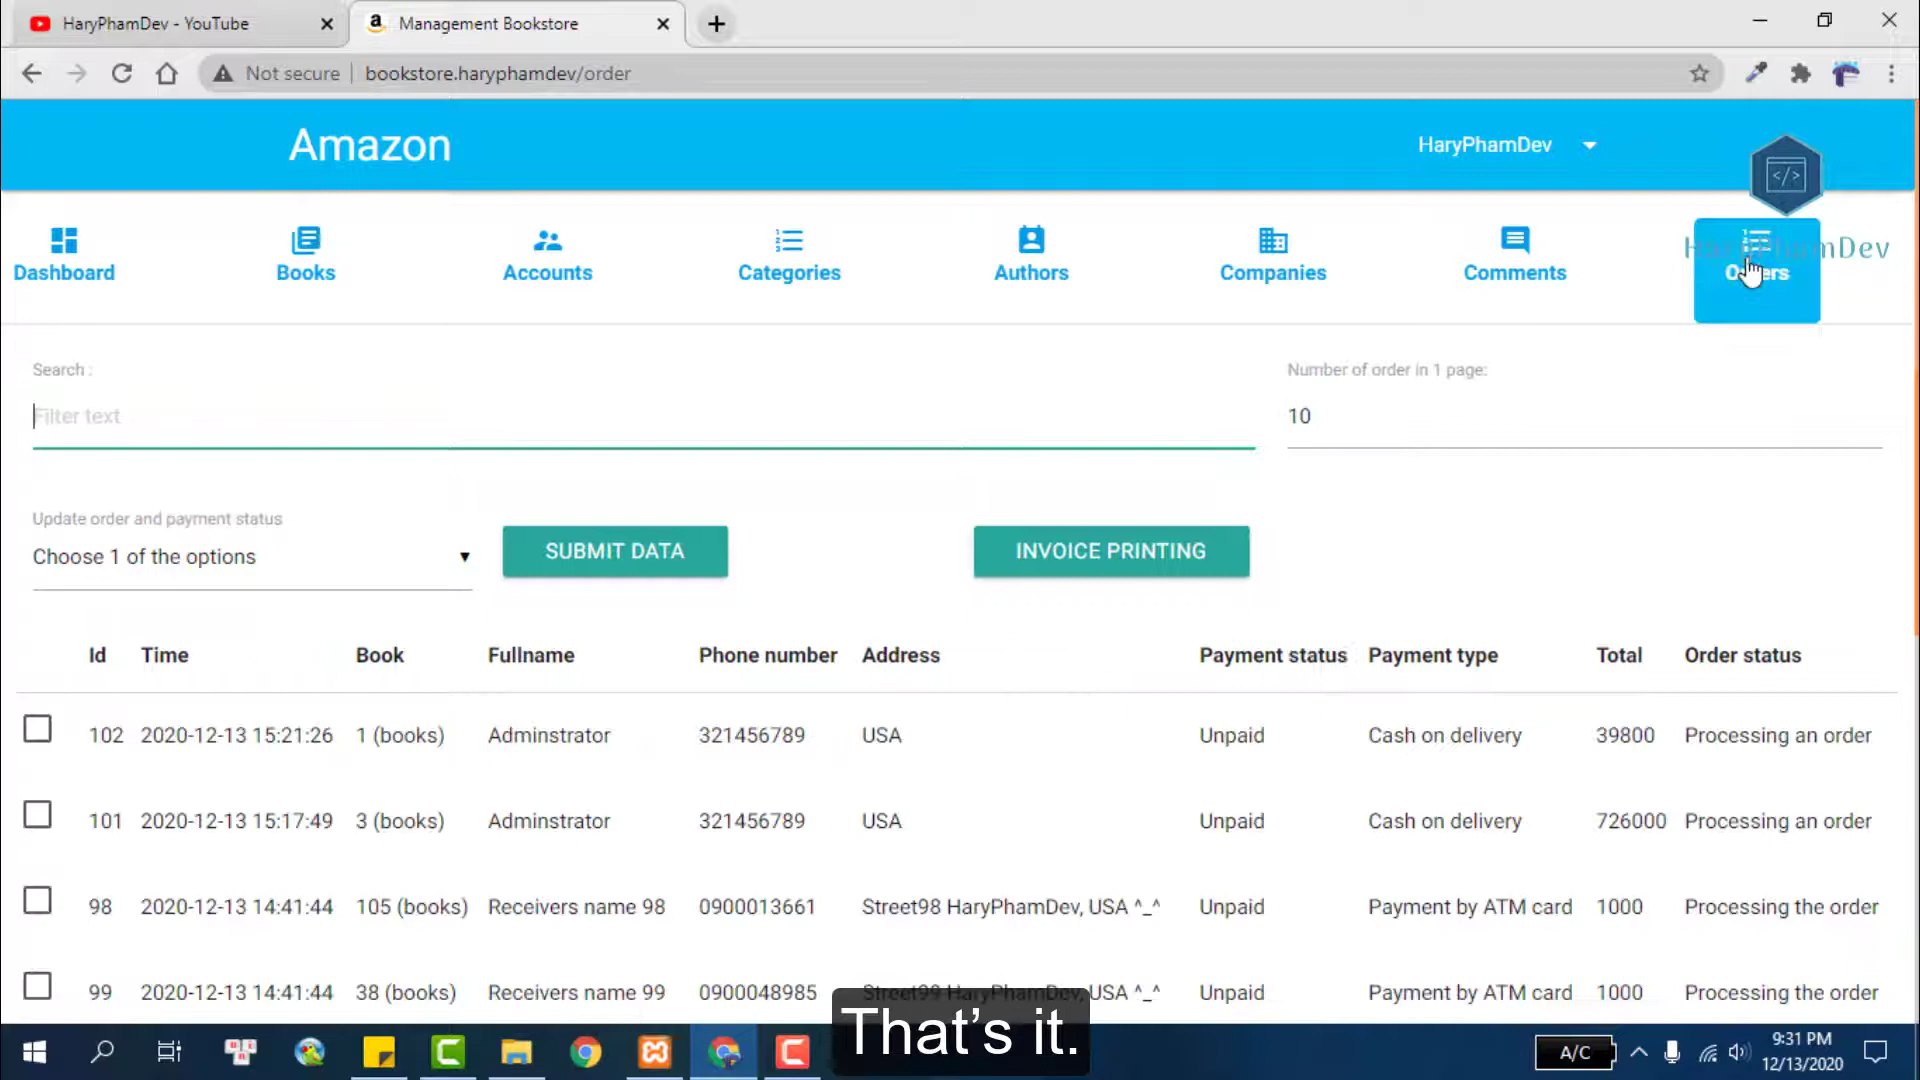 HaryPhamDev - YouTube
Management Bookstore
Not secure
bookstore.haryphamdev/order
Amazon
HaryPhamDev
</>
HaryPhamDev
Dashboard
Books
Accounts
Categories
Authors
Companies
Comments
Orders
Search :
Number of order in 1 page:
Filter text
10
Update order and payment status
Choose 1 of the options
SUBMIT DATA
INVOICE PRINTING
Id Time Book Fullname Phone number Address Payment status Payment type Total Order status
102 2020-12-13 15:21:26 1 (books) Adminstrator 321456789 USA Unpaid Cash on delivery 39800 Processing an order
101 2020-12-13 15:17:49 3 (books) Adminstrator 321456789 USA Unpaid Cash on delivery 726000 Processing an order
98 2020-12-13 14:41:44 105 (books) Receivers name 98 0900013661 Street98 HaryPhamDev, USA ^_^ Unpaid Payment by ATM card 1000 Processing the order
99 2020-12-13 14:41:44 38 (books) Receivers name 99 0900048985 Street99 HaryPhamDev, USA ^_^ Unpaid Payment by ATM card 1000 Processing the order
That's it.
A/C
9:31 PM
12/13/2020